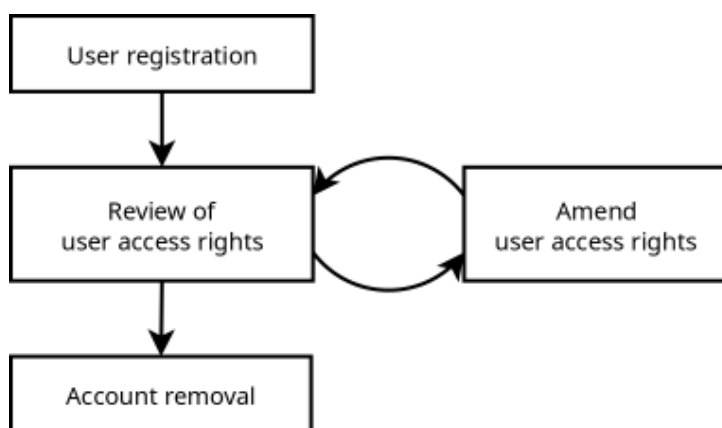 User registration
Review of
user access rights
Amend
user access rights
Account removal